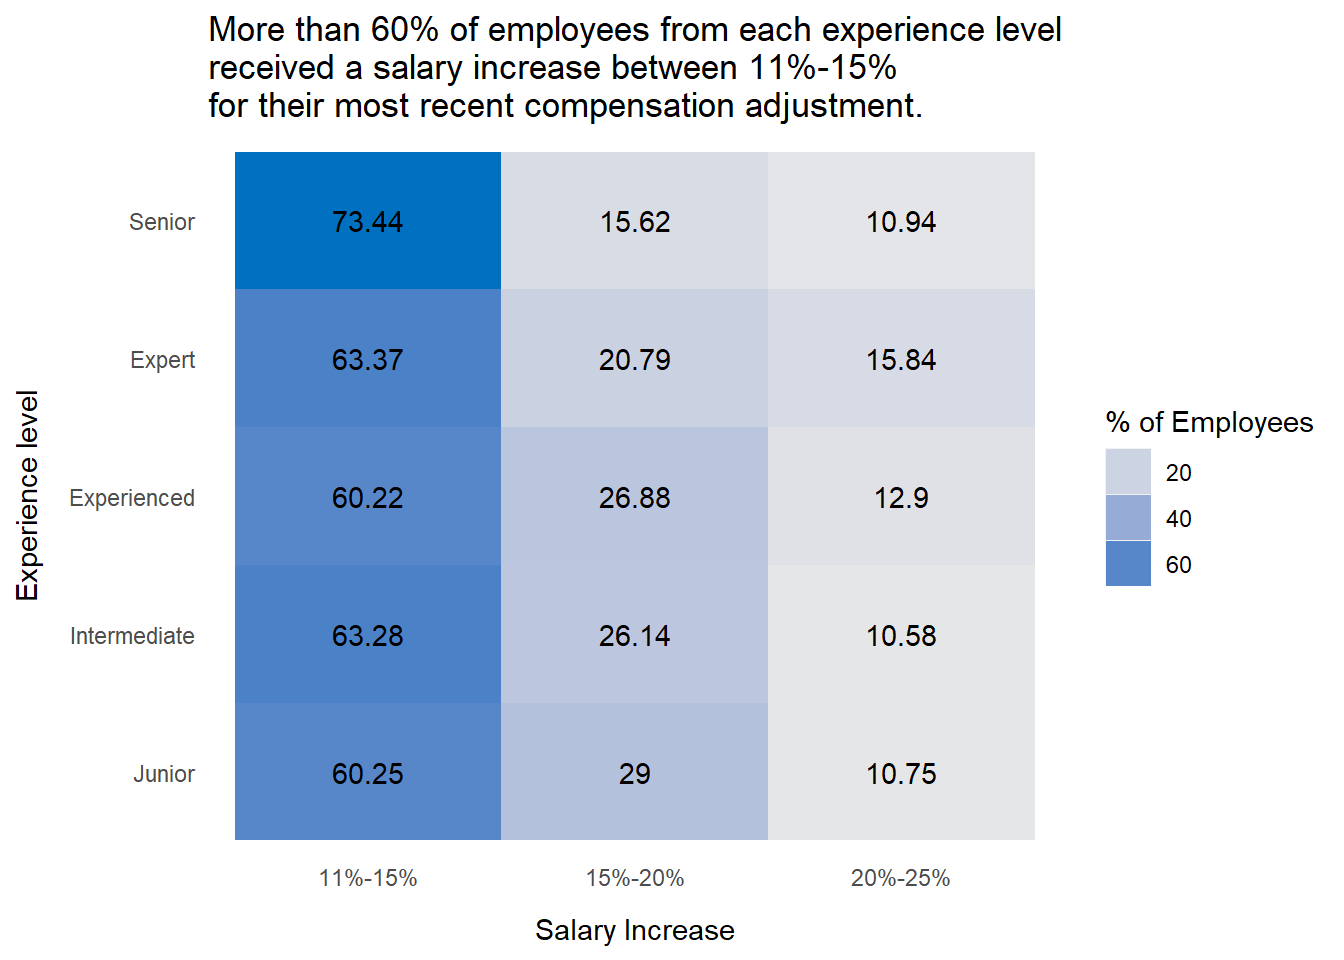 More than 60% of employees from each experience level
received a salary increase between 11%-15%
for their most recent compensation adjustment.
Experience level
Senior 73.44 15.62 10.94
Expert 63.37 20.79 15.84
Experienced 60.22 26.88 12.9
Intermediate 63.28 26.14 10.58
Junior 60.25 29 10.75
11%-15% 15%-20% 20%-25%
Salary Increase
% of Employees
20
40
60